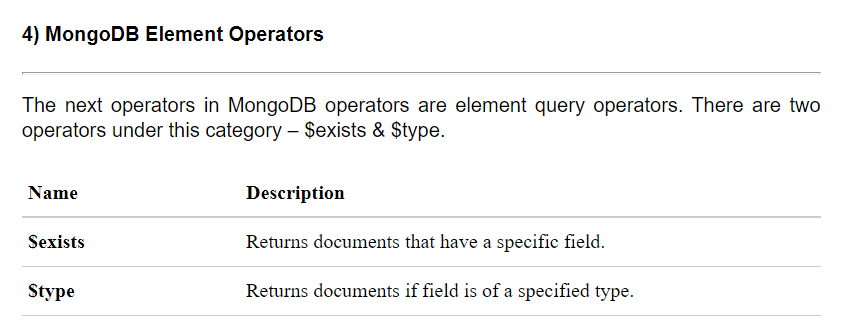 4) MongoDB Element Operators
The next operators in MongoDB operators are element query operators. There are two
operators under this category – $exists & $type.
Name Description
$exists Returns documents that have a specific field.
$type Returns documents if field is of a specified type.